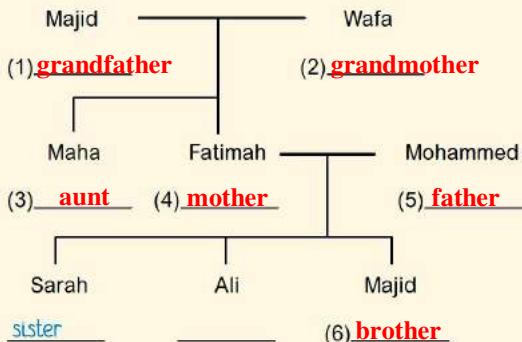 Majid Wafa
(1) grandfather (2) grandmother
Maha Fatimah Mohammed
(3) aunt (4) mother (5) father
Sarah Ali Majid
sister (6) brother